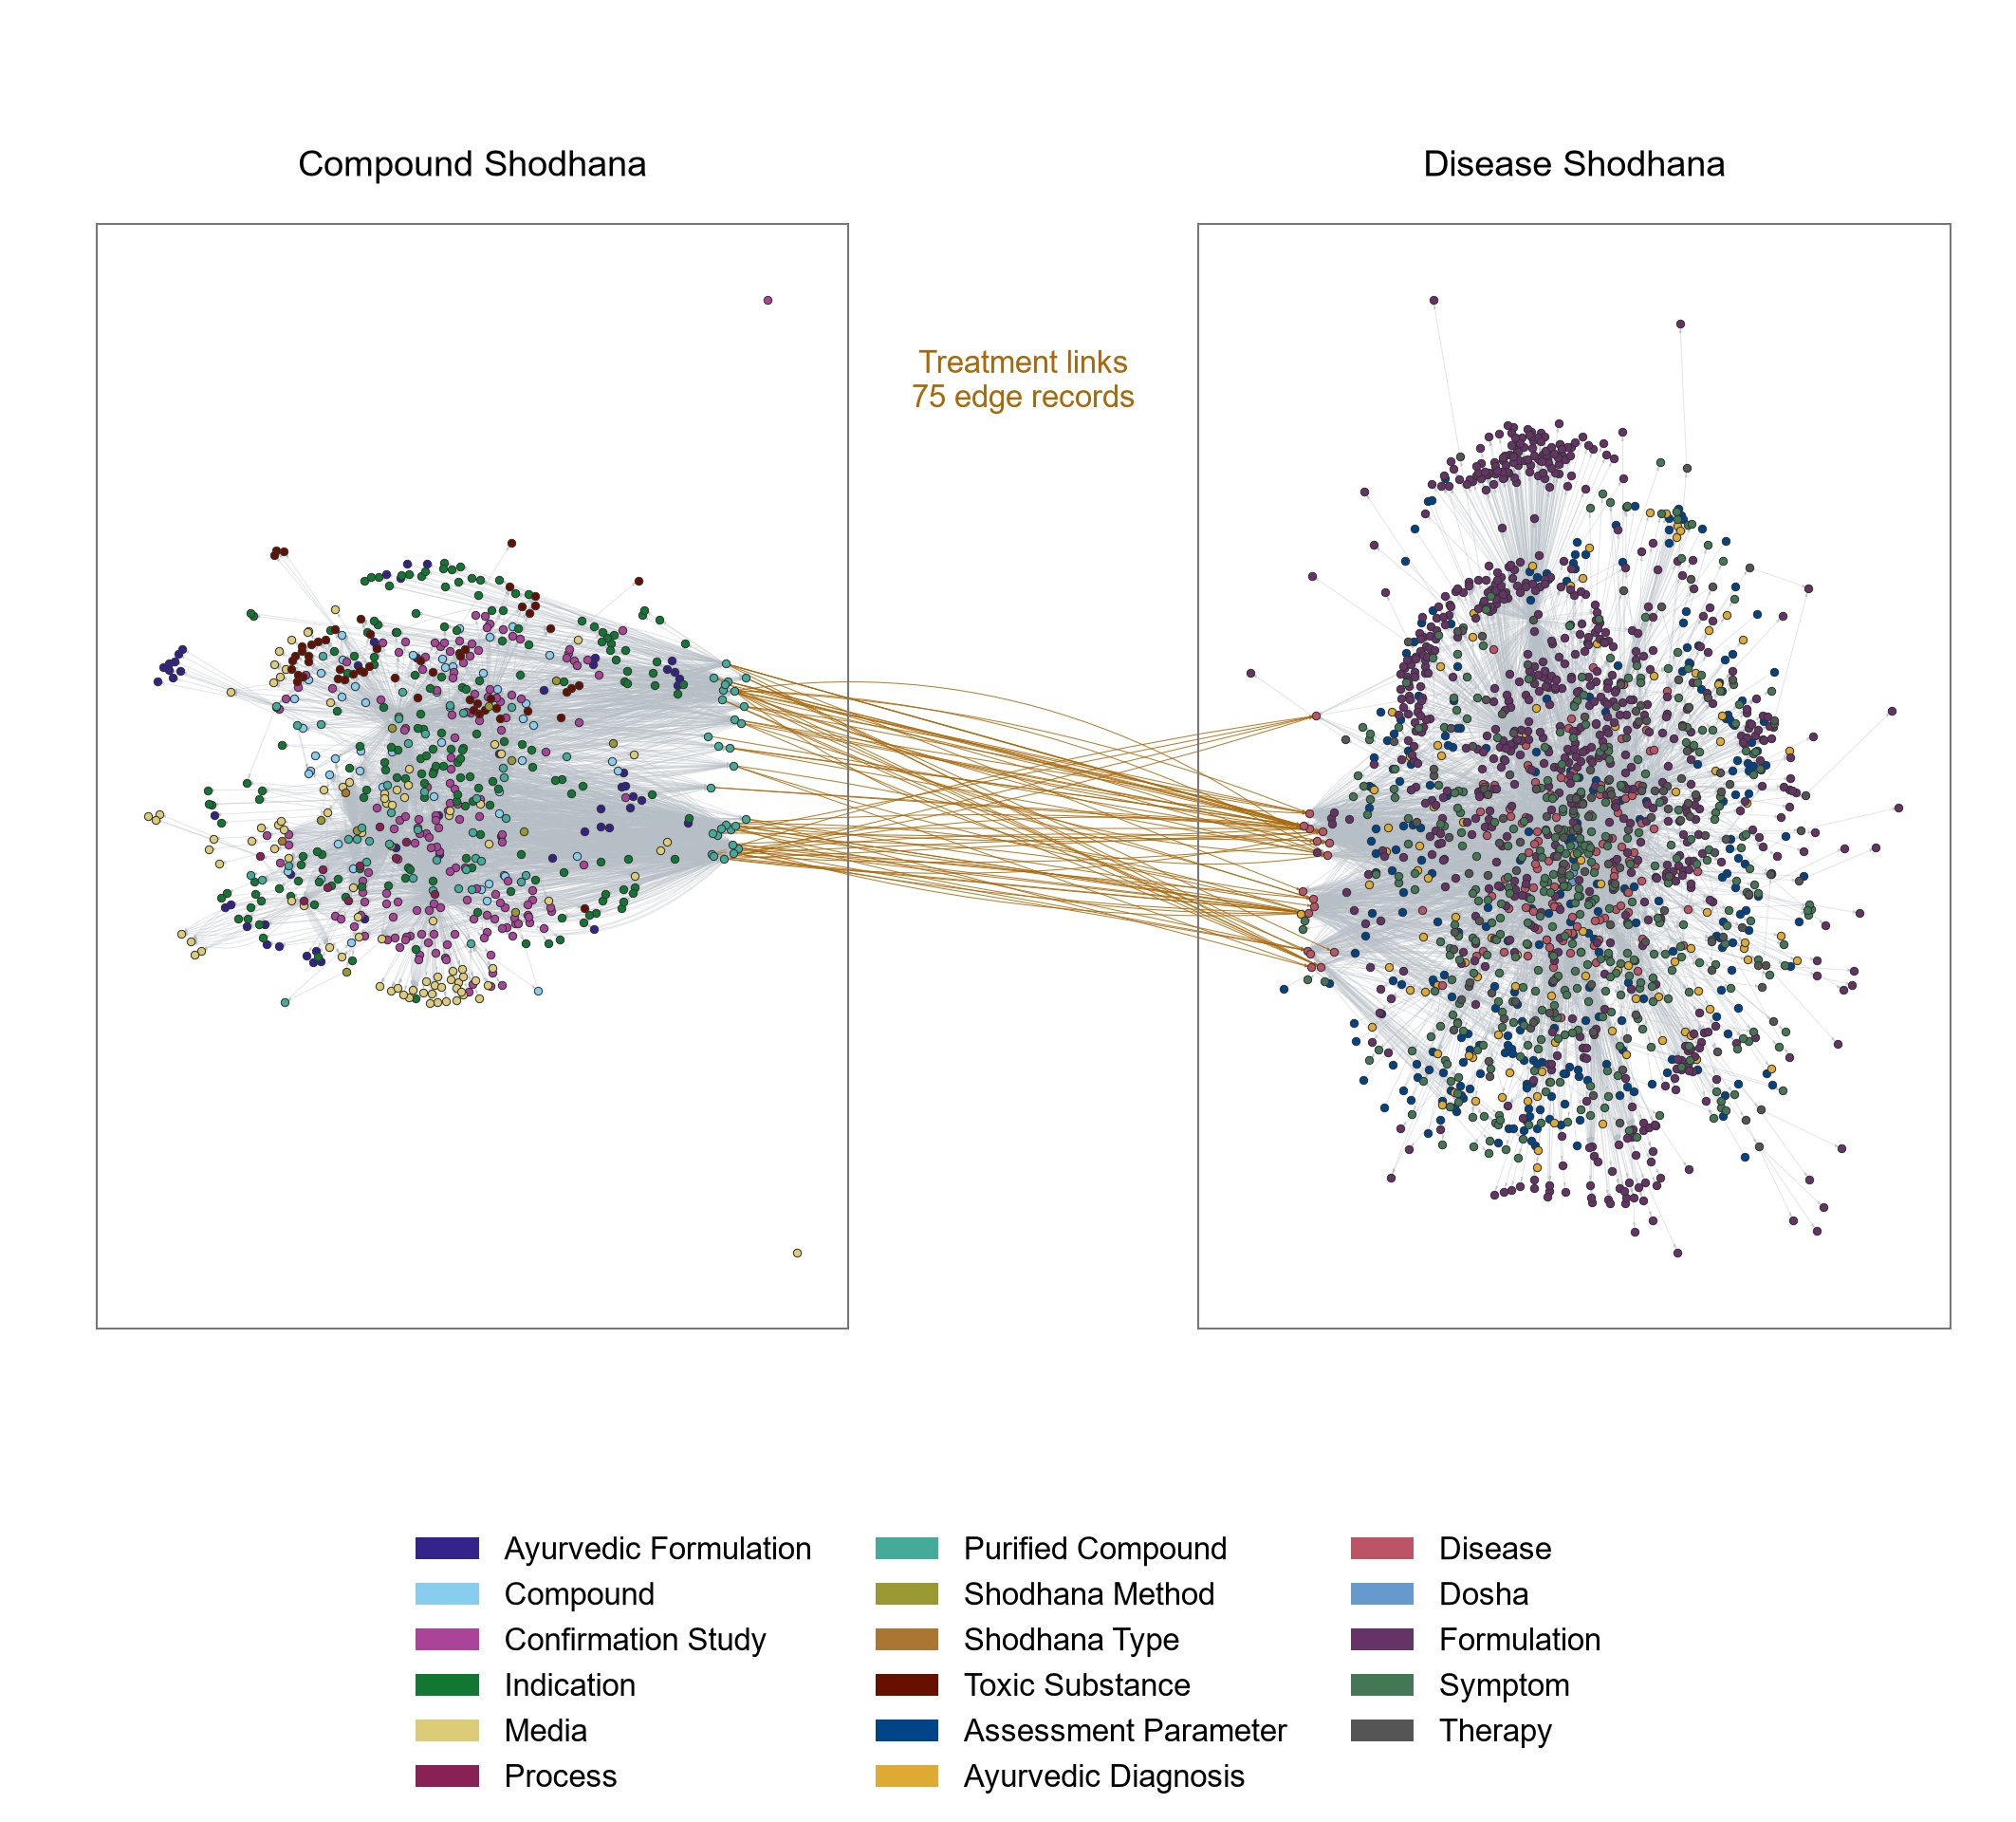 Compound Shodhana
Disease Shodhana
Treatment links
75 edge records
Ayurvedic Formulation
Compound
Confirmation Study
Indication
Media
Process
Purified Compound
Shodhana Method
Shodhana Type
Toxic Substance
Assessment Parameter
Ayurvedic Diagnosis
Disease
Dosha
Formulation
Symptom
Therapy